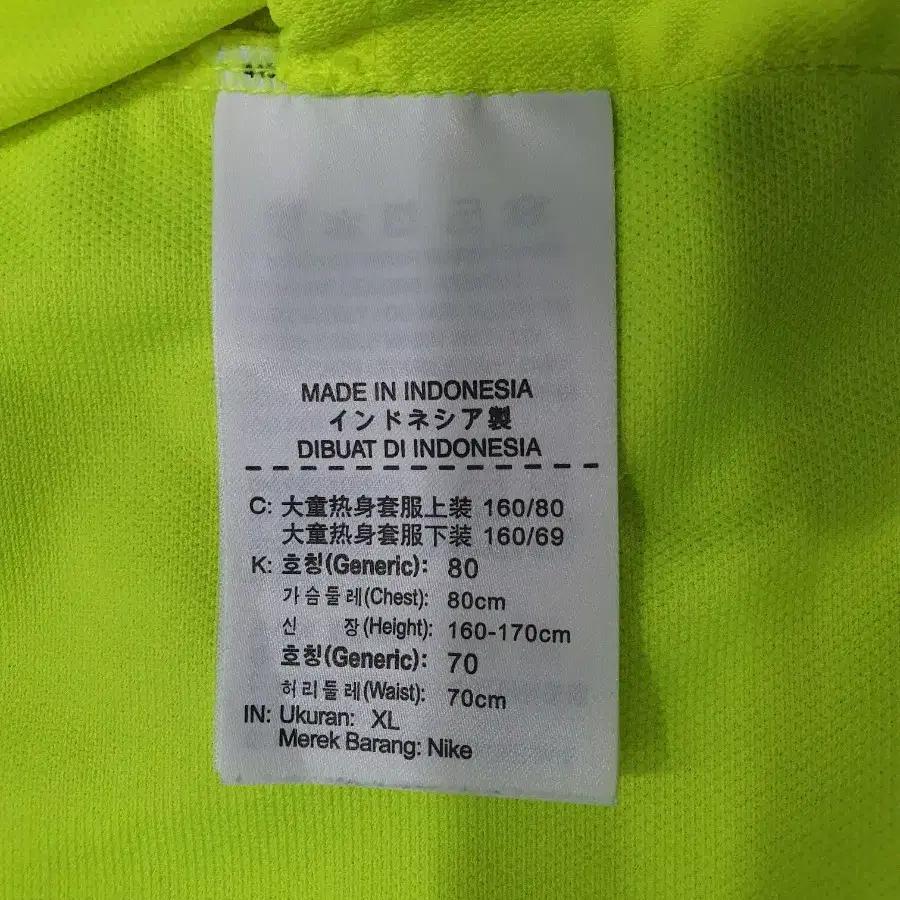 MADE IN INDONESIA
インドネシア製
DIBUAT DI INDONESIA
C: 大童热身套服上装 160/80
大童热身套服下装 160/69
K: 호칭(Generic): 80
가슴둘레(Chest): 80cm
신 장(Height): 160-170cm
호칭(Generic): 70
허리둘레(Waist): 70cm
IN: Ukuran: XL
Merek Barang: Nike